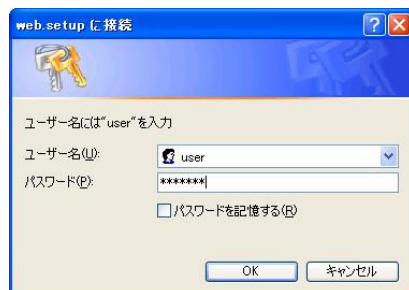 web.setup に接続
ユーザー名には"user"を入力
ユーザー名(U):
user
パスワード(P):
*******
パスワードを記憶する(R)
OK
キャンセル